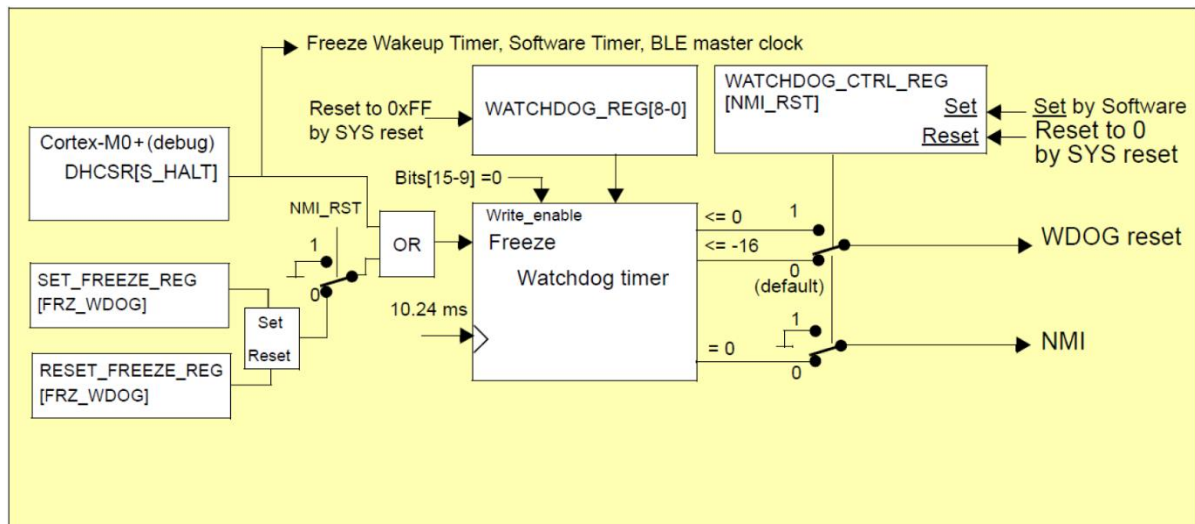 Freeze Wakeup Timer, Software Timer, BLE master clock
Reset to 0xFF
by SYS reset
WATCHDOG_REG[8-0]
WATCHDOG_CTRL_REG
[NMI_RST]
Set
Reset
Set by Software
Reset to 0
by SYS reset
Cortex-M0+(debug)
DHCSR[S_HALT]
Bits[15-9] =0
NMI_RST
1
0
OR
Write_enable
Freeze
Watchdog timer
<= 0
<= -16
1
0
(default)
WDOG reset
SET_FREEZE_REG
[FRZ_WDOG]
Set
Reset
10.24 ms
RESET_FREEZE_REG
[FRZ_WDOG]
= 0
1
0
NMI